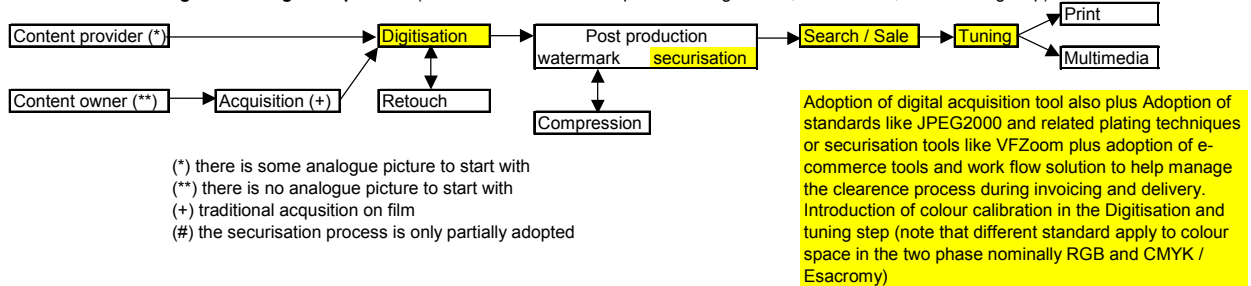 Content provider (*)
Digitisation
Post production
watermark securisation
Search / Sale
Tuning
Print
Multimedia
Content owner (**)
Acquisition (+)
Retouch
Compression
(*) there is some analogue picture to start with
(**) there is no analogue picture to start with
(+) traditional acqusition on film
(#) the securisation process is only partially adopted
Adoption of digital acquisition tool also plus Adoption of
standards like JPEG2000 and related plating techniques
or securisation tools like VFZoom plus adoption of e-
commerce tools and work flow solution to help manage
the clearence process during invoicing and delivery.
Introduction of colour calibration in the Digitisation and
tuning step (note that different standard apply to colour
space in the two phase nominally RGB and CMYK /
Esacromy)